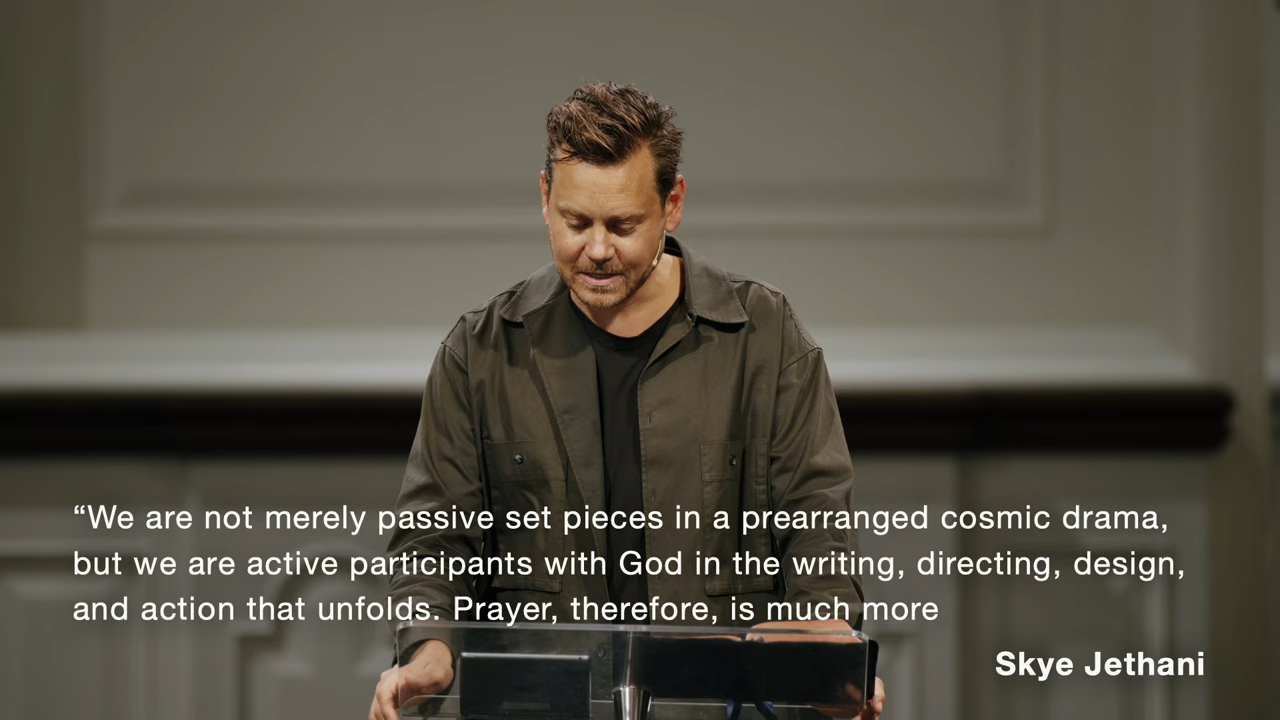 “We are not merely passive set pieces in a prearranged cosmic drama,
but we are active participants with God in the writing, directing, design,
and action that unfolds. Prayer, therefore, is much more
Skye Jethani